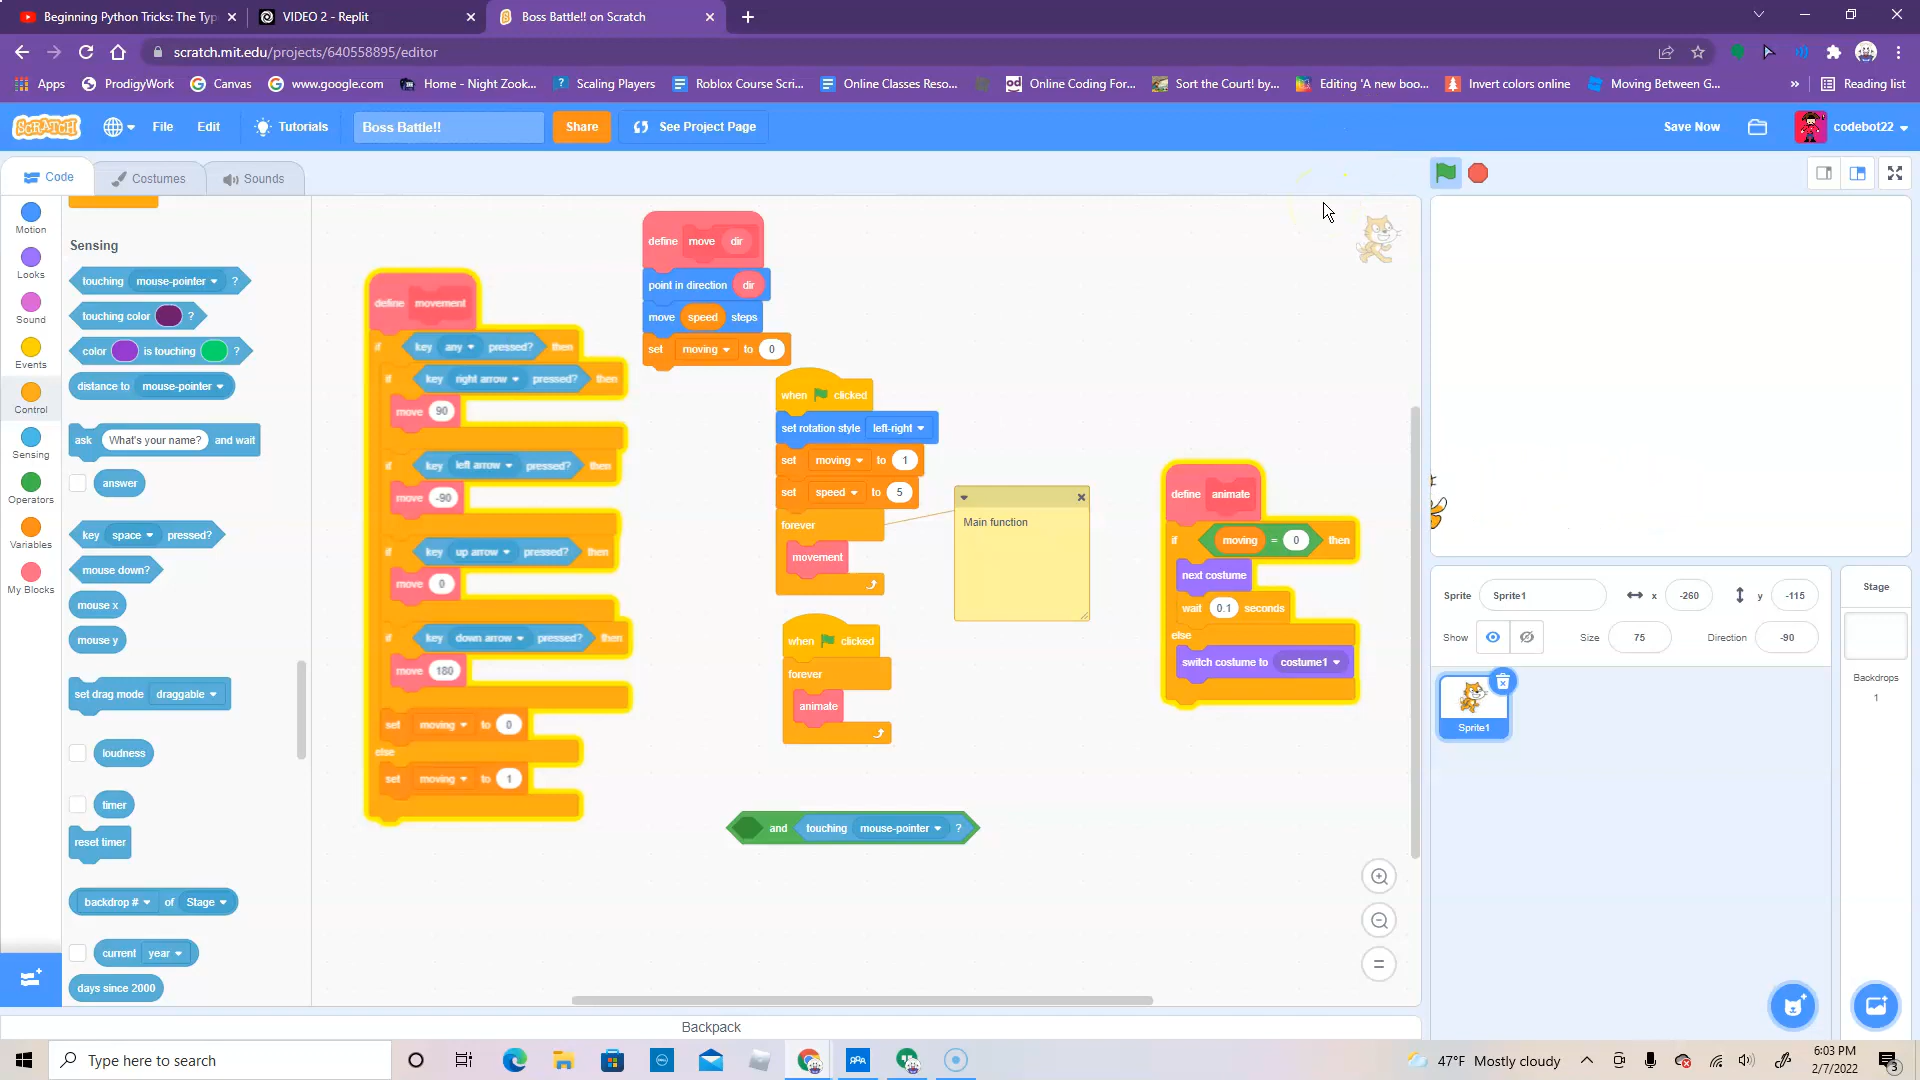 Beginning Python Tricks: The Typ
VIDEO 2 - Replit
Boss Battle!! on Scratch
scratch.mit.edu/projects/640558895/editor
Apps
ProdigyWork
Canvas
www.google.com
Home - Night Zook...
Scaling Players
Roblox Course Scri...
Online Classes Reso...
Online Coding For...
Sort the Court! by...
Editing 'A new boo...
Invert colors online
Moving Between G...
»
Reading list
SCRATCH
File
Edit
Tutorials
Boss Battle!!
Share
See Project Page
Save Now
codebot22
Code
Costumes
Sounds
Motion
Looks
Sound
Events
Control
Sensing
Operators
Variables
My Blocks
Sensing
touching mouse-pointer ?
touching color ?
color is touching ?
distance to mouse-pointer
ask What's your name? and wait
answer
key space pressed?
mouse down?
mouse x
mouse y
set drag mode draggable
loudness
timer
reset timer
backdrop # of Stage
current year
days since 2000
define movement
if key any pressed? then
if key right arrow pressed? then
move 90
if key left arrow pressed? then
move -90
if key up arrow pressed? then
move 0
if key down arrow pressed? then
move 180
set moving to 0
else
set moving to 1
define move dir
point in direction dir
move speed steps
set moving to 0
when clicked
set rotation style left-right
set moving to 1
set speed to 5
forever
movement
Main function
when clicked
forever
animate
and touching mouse-pointer ?
define animate
if moving = 0 then
next costume
wait 0.1 seconds
else
switch costume to costume1
Sprite Sprite1
x -260
y -115
Show
Size 75
Direction -90
Sprite1
Stage
Backdrops
1
Backpack
Type here to search
47°F Mostly cloudy
6:03 PM
2/7/2022
3